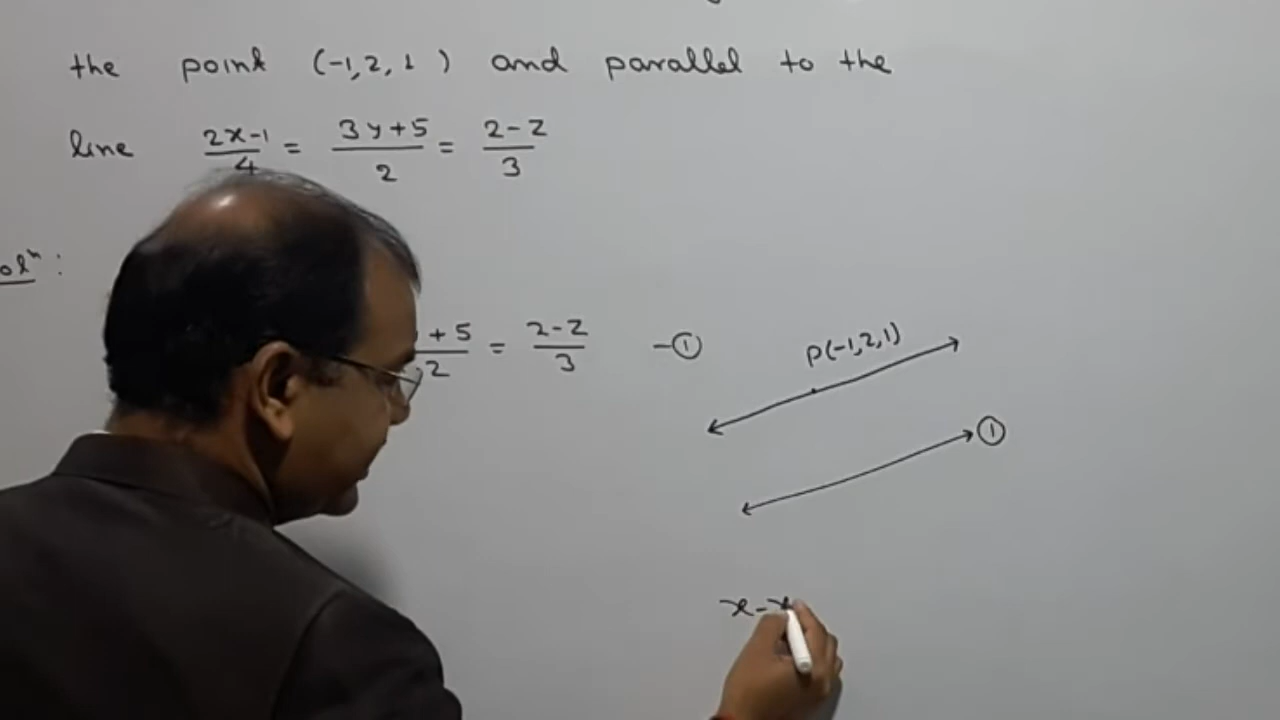 the point (-1, 2, 1) and parallel to the
line (2x-1)/4 = (3y+5)/2 = (2-z)/3
olⁿ :
+5/2 = (2-z)/3 -①
P(-1,2,1)
①
x-x